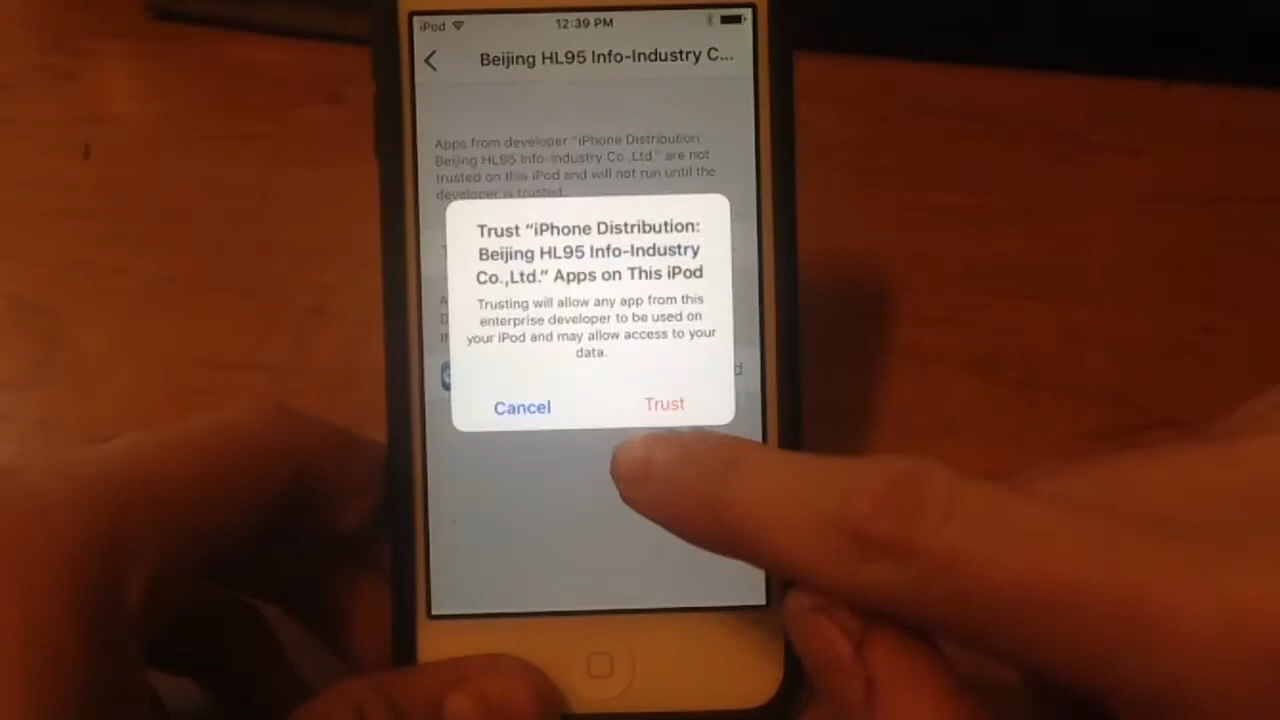 iPod 12:39 PM
Beijing HL95 Info-Industry C...
Apps from developer “iPhone Distribution:
Beijing HL95 Info-Industry Co.,Ltd.” are not
trusted on this iPod and will not run until the
developer is trusted.
Trust “iPhone Distribution:
Beijing HL95 Info-Industry
Co.,Ltd.” Apps on This iPod
Trusting will allow any app from this
enterprise developer to be used on
your iPod and may allow access to your
data.
Cancel Trust